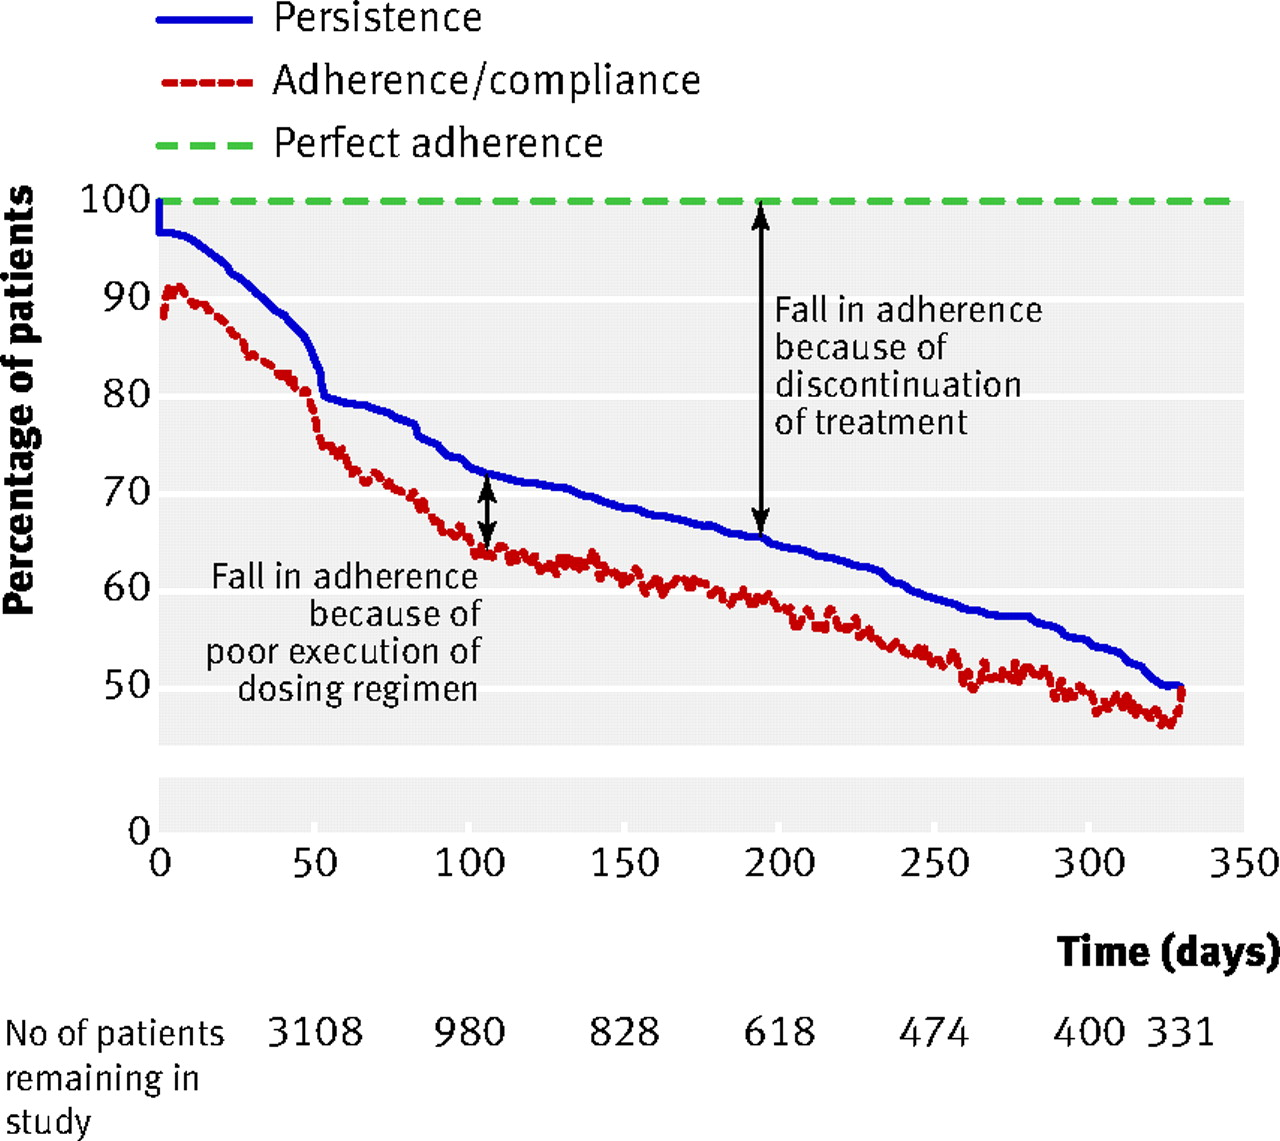 Persistence
Adherence/compliance
Perfect adherence
Percentage of patients
100
90
80
70
60
50
0
Fall in adherence
because of
discontinuation
of treatment
Fall in adherence
because of
poor execution of
dosing regimen
0 50 100 150 200 250 300 350
Time (days)
No of patients 3108 980 828 618 474 400 331
remaining in
study